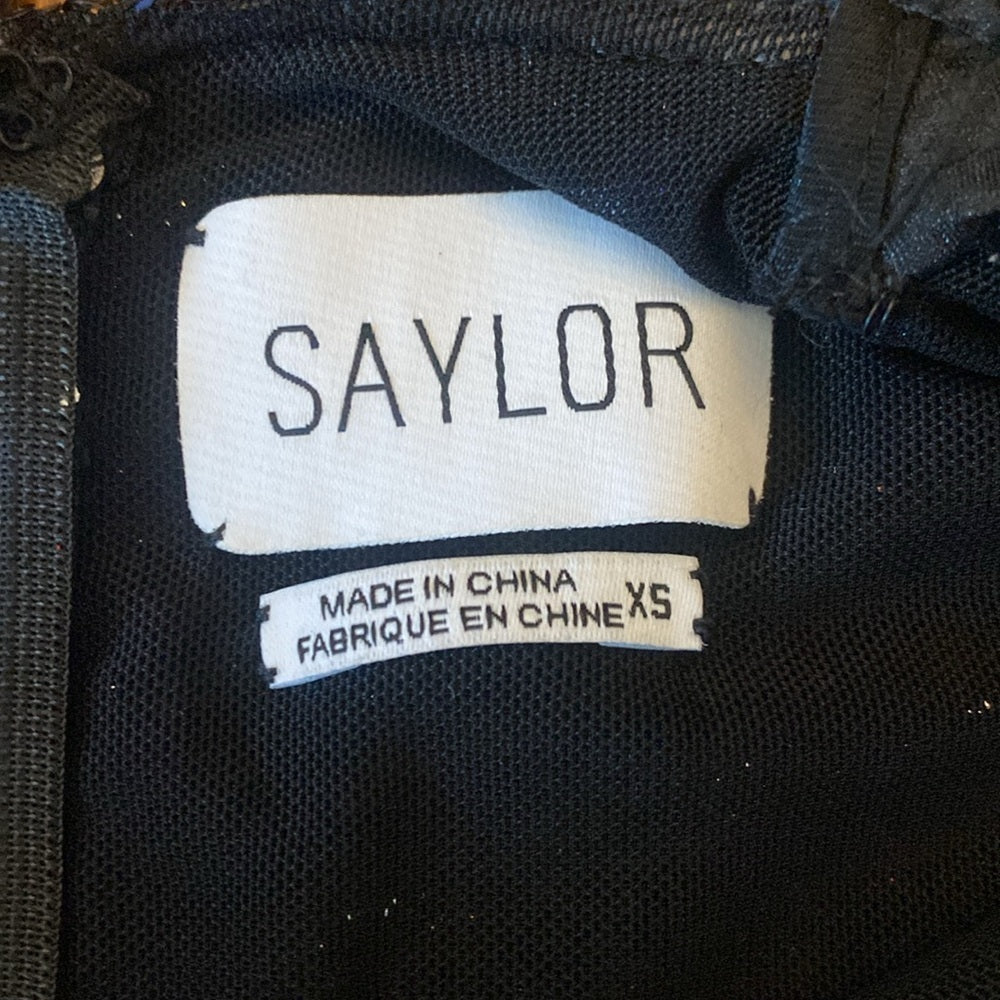 SAYLOR
MADE IN CHINA
FABRIQUE EN CHINE XS